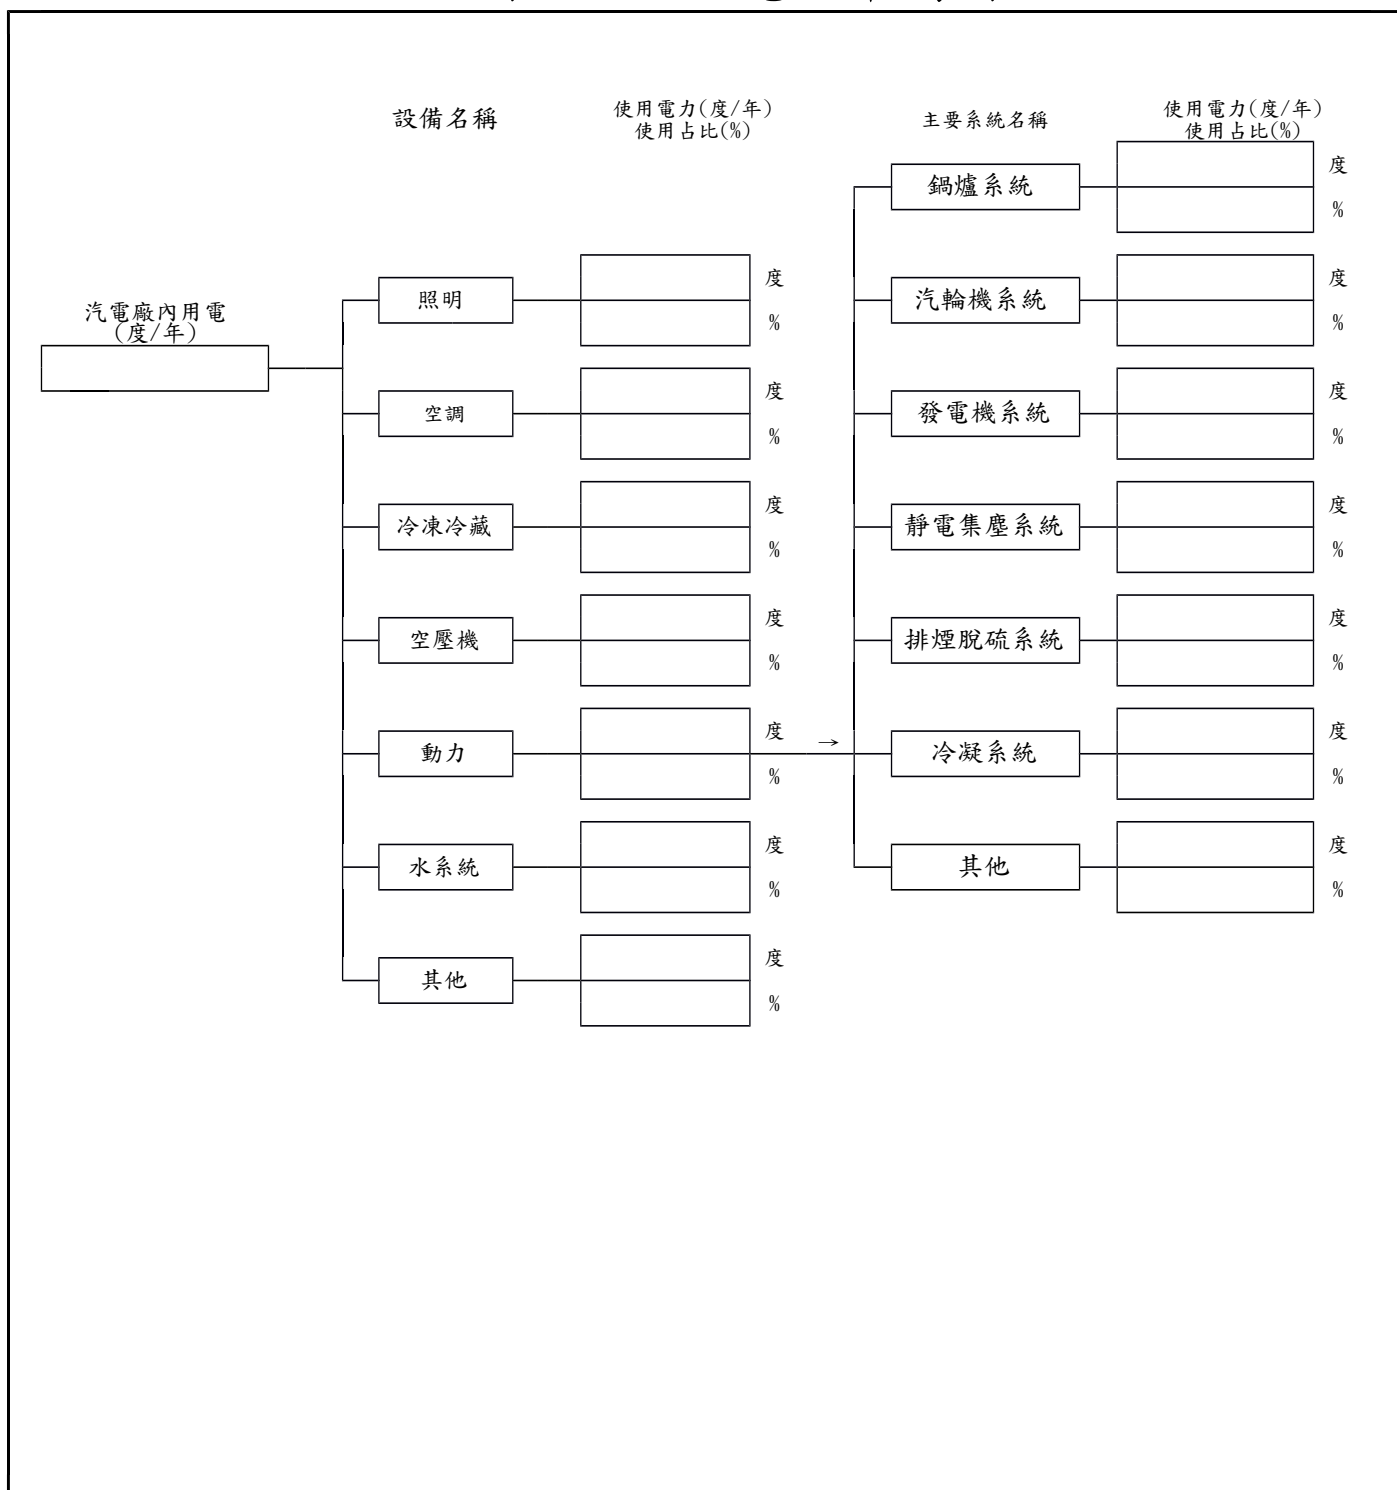 設備名稱
使用電力(度/年)
使用占比(%)
主要系統名稱
使用電力(度/年)
使用占比(%)
鍋爐系統
度
%
汽電廠內用電
(度/年)
照明
度
%
汽輪機系統
度
%
空調
度
%
發電機系統
度
%
冷凍冷藏
度
%
靜電集塵系統
度
%
空壓機
度
%
排煙脫硫系統
度
%
動力
度
%
→
冷凝系統
度
%
水系統
度
%
其他
度
%
其他
度
%